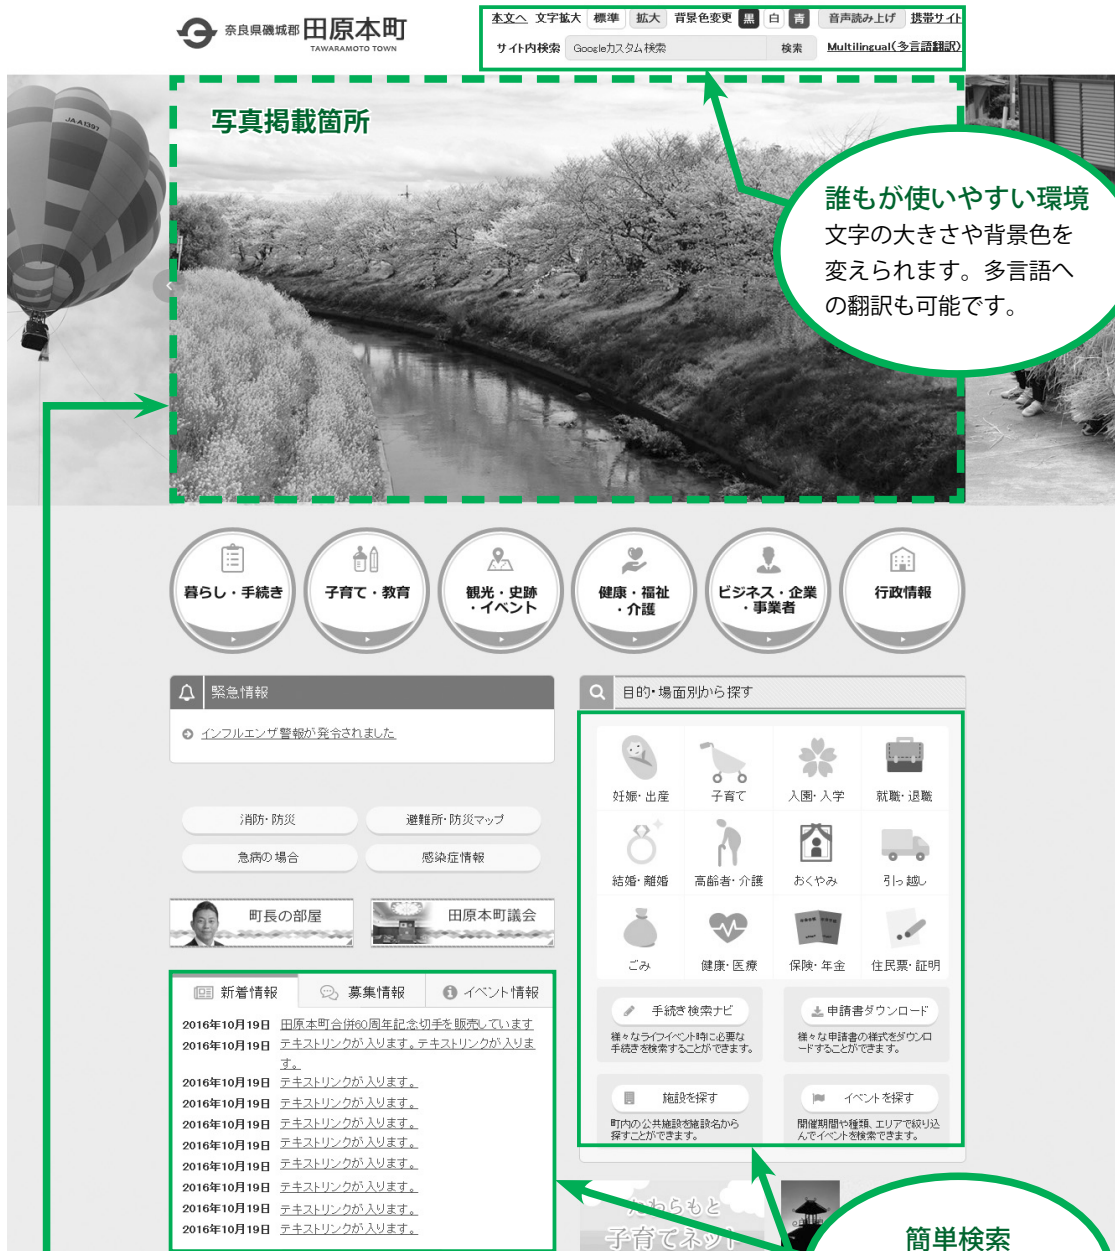 奈良県磯城郡 田原本町
TAWARAMOTO TOWN
本文へ 文字拡大 標準 拡大 背景色変更 黒 白 青 音声読み上げ 携帯サイト
サイト内検索 Googleカスタム検索 検索 Multilingual(多言語翻訳)
JA-A1397
写真掲載箇所
誰もが使いやすい環境
文字の大きさや背景色を
変えられます。多言語へ
の翻訳も可能です。
暮らし・手続き
子育て・教育
観光・史跡
・イベント
健康・福祉
・介護
ビジネス・企業
・事業者
行政情報
緊急情報
インフルエンザ警報が発令されました
消防・防災 避難所・防災マップ
急病の場合 感染症情報
町長の部屋 田原本町議会
目的・場面別から探す
妊娠・出産 子育て 入園・入学 就職・退職
結婚・離婚 高齢者・介護 おくやみ 引っ越し
ごみ 健康・医療 保険・年金 住民票・証明
手続き検索ナビ
様々なライフイベント時に必要な
手続きを検索することができます。
申請書ダウンロード
様々な申請書の様式をダウンロ
ードすることができます。
施設を探す
町内の公共施設を施設名から
探すことができます。
イベントを探す
開催期間や種類、エリアで絞り込
んでイベントを検索できます。
新着情報 募集情報 イベント情報
2016年10月19日 田原本町合併60周年記念切手を販売しています
2016年10月19日 テキストリンクが入ります。テキストリンクが入りま
す。
2016年10月19日 テキストリンクが入ります。
2016年10月19日 テキストリンクが入ります。
2016年10月19日 テキストリンクが入ります。
2016年10月19日 テキストリンクが入ります。
2016年10月19日 テキストリンクが入ります。
2016年10月19日 テキストリンクが入ります。
2016年10月19日 テキストリンクが入ります。
2016年10月19日 テキストリンクが入ります。
たわらもと
子育てネット
簡単検索